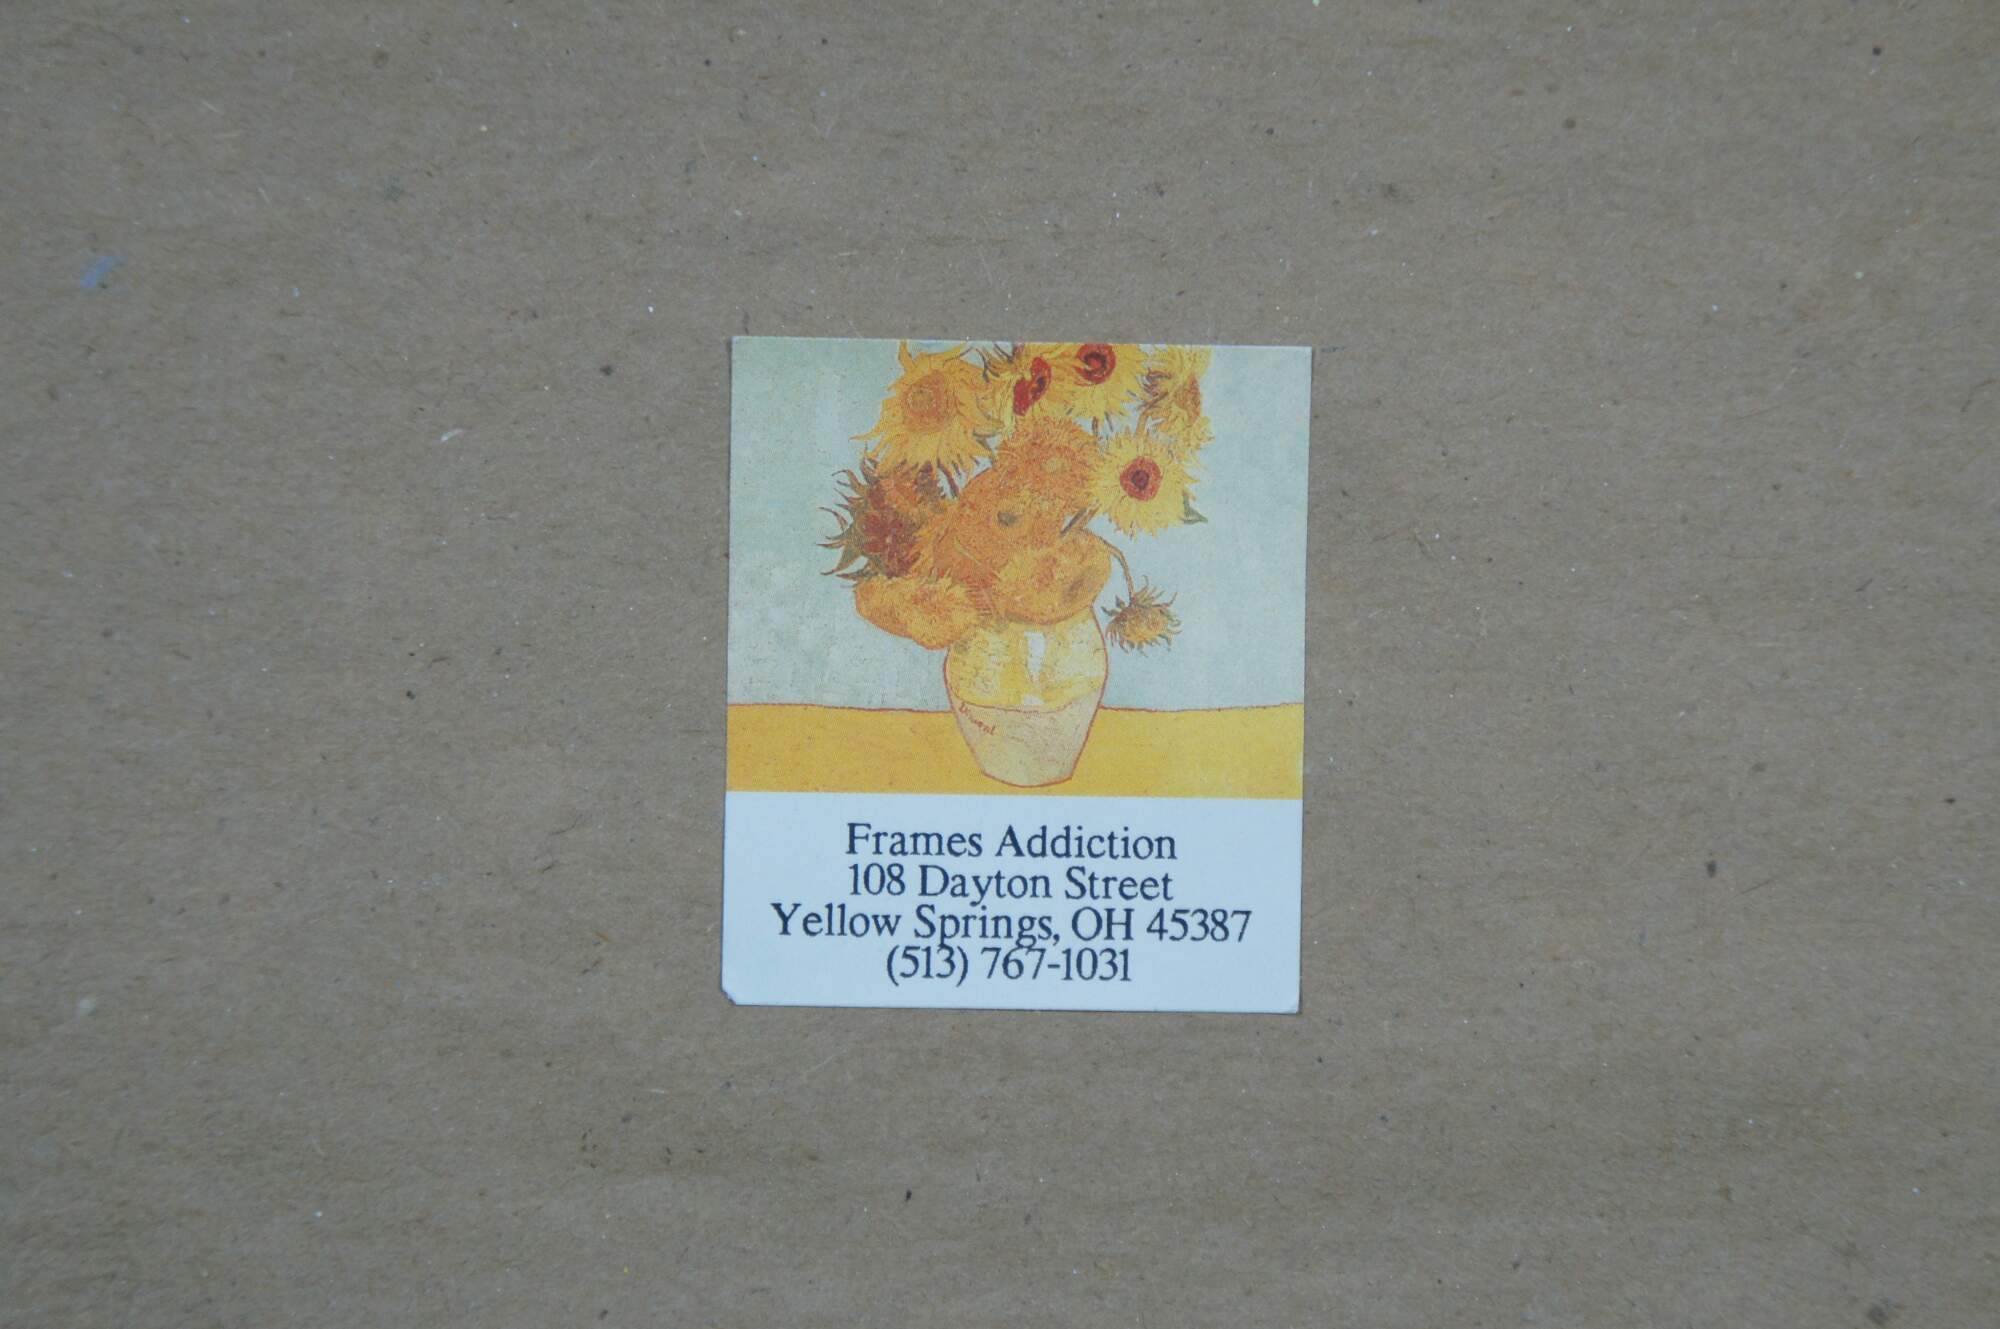 Frames Addiction
108 Dayton Street
Yellow Springs, OH 45387
(513) 767-1031